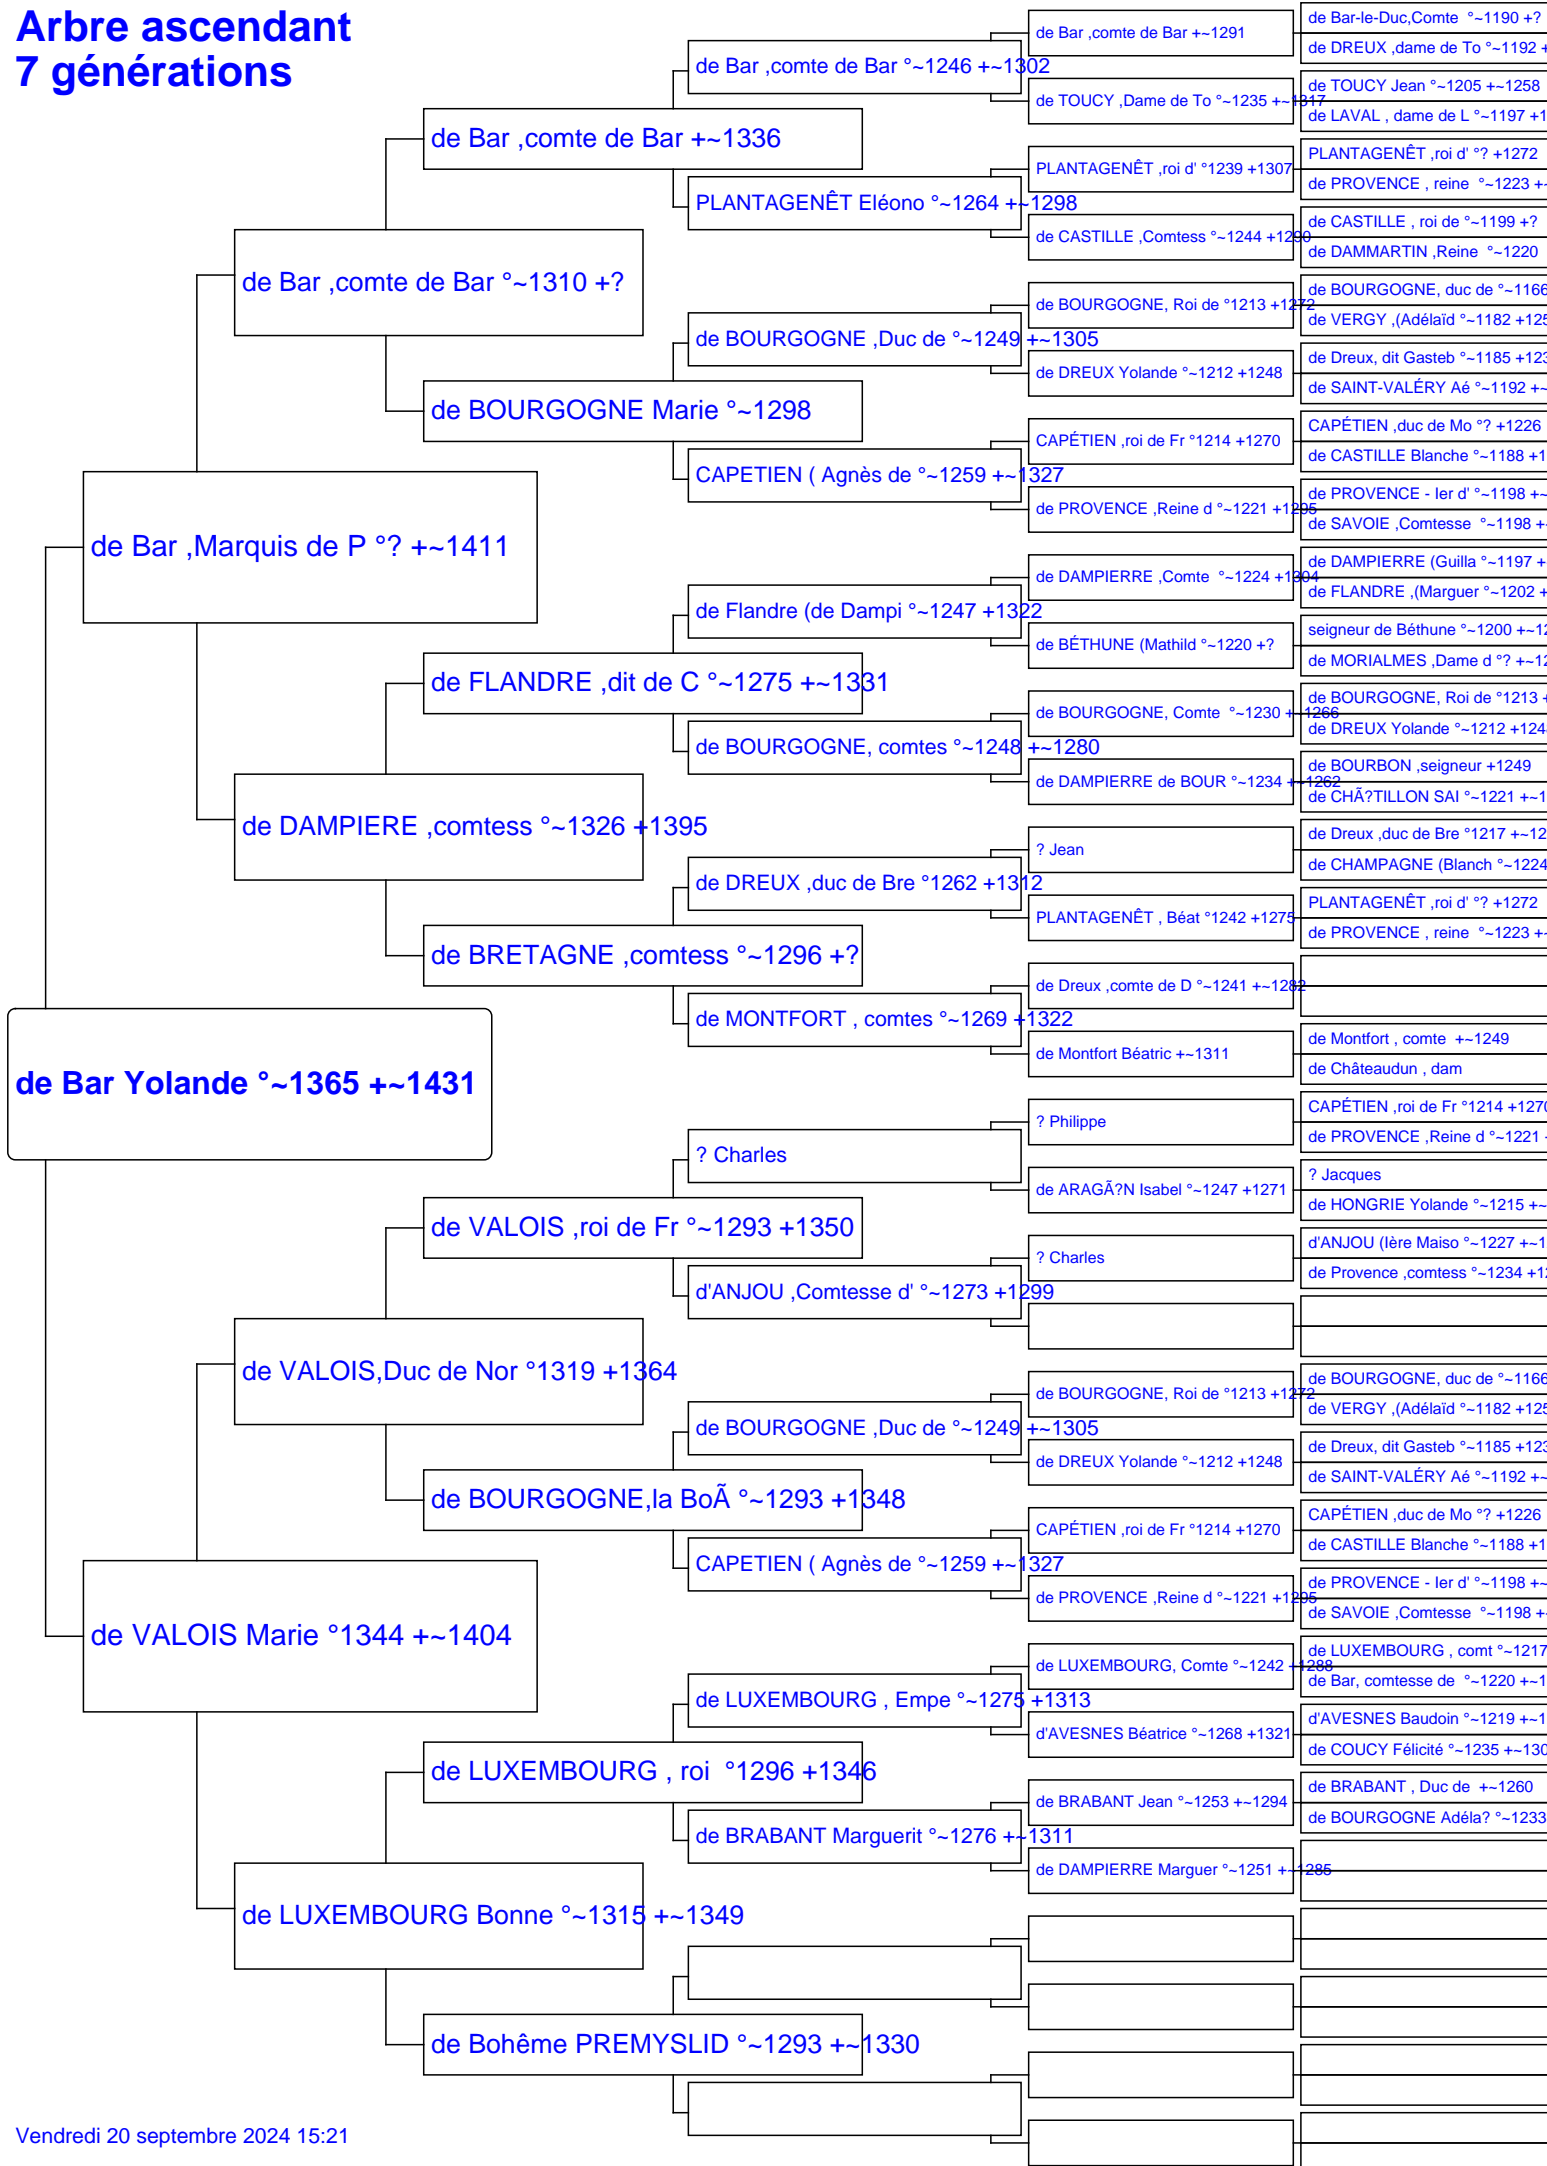 Arbre ascendant
7 générations
de Bar Yolande °~1365 +~1431
de Bar ,Marquis de P °? +~1411
de VALOIS Marie °1344 +~1404
de Bar ,comte de Bar °~1310 +?
de DAMPIERE ,comtess °~1326 +1395
de VALOIS,Duc de Nor °1319 +1364
de LUXEMBOURG Bonne °~1315 +~1349
de Bar ,comte de Bar +~1336
de BOURGOGNE Marie °~1298
de FLANDRE ,dit de C °~1275 +~1331
de BRETAGNE ,comtess °~1296 +?
de VALOIS ,roi de Fr °~1293 +1350
de BOURGOGNE,la BoÃ °~1293 +1348
de LUXEMBOURG , roi °1296 +1346
de Bohême PREMYSLID °~1293 +~1330
de Bar ,comte de Bar °~1246 +~1302
PLANTAGENÊT Eléono °~1264 +~1298
de BOURGOGNE ,Duc de °~1249 +~1305
CAPETIEN ( Agnès de °~1259 +~1327
de Flandre (de Dampi °~1247 +1322
de BOURGOGNE, comtes °~1248 +~1280
de DREUX ,duc de Bre °1262 +1312
de MONTFORT , comtes °~1269 +1322
? Charles
d'ANJOU ,Comtesse d' °~1273 +1299
de BOURGOGNE ,Duc de °~1249 +~1305
CAPETIEN ( Agnès de °~1259 +~1327
de LUXEMBOURG , Empe °~1275 +1313
de BRABANT Marguerit °~1276 +~1311
de Bar ,comte de Bar +~1291
de TOUCY ,Dame de To °~1235 +~1317
PLANTAGENÊT ,roi d' °1239 +1307
de CASTILLE ,Comtess °~1244 +1290
de BOURGOGNE, Roi de °1213 +1272
de DREUX Yolande °~1212 +1248
CAPÉTIEN ,roi de Fr °1214 +1270
de PROVENCE ,Reine d °~1221 +1295
de DAMPIERRE ,Comte °~1224 +1304
de BÉTHUNE (Mathild °~1220 +?
de BOURGOGNE, Comte °~1230 +~1266
de DAMPIERRE de BOUR °~1234 +~1262
? Jean
PLANTAGENÊT , Béat °1242 +1275
de Dreux ,comte de D °~1241 +~1282
de Montfort Béatric +~1311
? Philippe
de ARAGÃ?N Isabel °~1247 +1271
? Charles
de BOURGOGNE, Roi de °1213 +1272
de DREUX Yolande °~1212 +1248
CAPÉTIEN ,roi de Fr °1214 +1270
de PROVENCE ,Reine d °~1221 +1295
de LUXEMBOURG, Comte °~1242 +1288
d'AVESNES Béatrice °~1268 +1321
de BRABANT Jean °~1253 +~1294
de DAMPIERRE Marguer °~1251 +~1285
de Bar-le-Duc,Comte °~1190 +?
de DREUX ,dame de To °~1192 +
de TOUCY Jean °~1205 +~1258
de LAVAL , dame de L °~1197 +1
PLANTAGENÊT ,roi d' °? +1272
de PROVENCE , reine °~1223 +~
de CASTILLE , roi de °~1199 +?
de DAMMARTIN ,Reine °~1220
de BOURGOGNE, duc de °~1166
de VERGY ,(Adélaïd °~1182 +125
de Dreux, dit Gasteb °~1185 +123
de SAINT-VALÉRY Aé °~1192 +~
CAPÉTIEN ,duc de Mo °? +1226
de CASTILLE Blanche °~1188 +1
de PROVENCE - Ier d' °~1198 +~
de SAVOIE ,Comtesse °~1198 +~
de DAMPIERRE (Guilla °~1197 +
de FLANDRE ,(Marguer °~1202 +
seigneur de Béthune °~1200 +~12
de MORIALMES ,Dame d °? +~12
de BOURGOGNE, Roi de °1213 +
de DREUX Yolande °~1212 +124
de BOURBON ,seigneur +1249
de CHÃ?TILLON SAI °~1221 +~1
de Dreux ,duc de Bre °1217 +~12
de CHAMPAGNE (Blanch °~1224
PLANTAGENÊT ,roi d' °? +1272
de PROVENCE , reine °~1223 +~
de Montfort , comte +~1249
de Châteaudun , dam
CAPÉTIEN ,roi de Fr °1214 +1270
de PROVENCE ,Reine d °~1221 +
? Jacques
de HONGRIE Yolande °~1215 +~
d'ANJOU (Ière Maiso °~1227 +~1
de Provence ,comtess °~1234 +12
de BOURGOGNE, duc de °~1166
de VERGY ,(Adélaïd °~1182 +125
de Dreux, dit Gasteb °~1185 +123
de SAINT-VALÉRY Aé °~1192 +~
CAPÉTIEN ,duc de Mo °? +1226
de CASTILLE Blanche °~1188 +1
de PROVENCE - Ier d' °~1198 +~
de SAVOIE ,Comtesse °~1198 +~
de LUXEMBOURG , comt °~1217
de Bar, comtesse de °~1220 +~1
d'AVESNES Baudoin °~1219 +~1
de COUCY Félicité °~1235 +~130
de BRABANT , Duc de +~1260
de BOURGOGNE Adéla? °~1233
Vendredi 20 septembre 2024 15:21